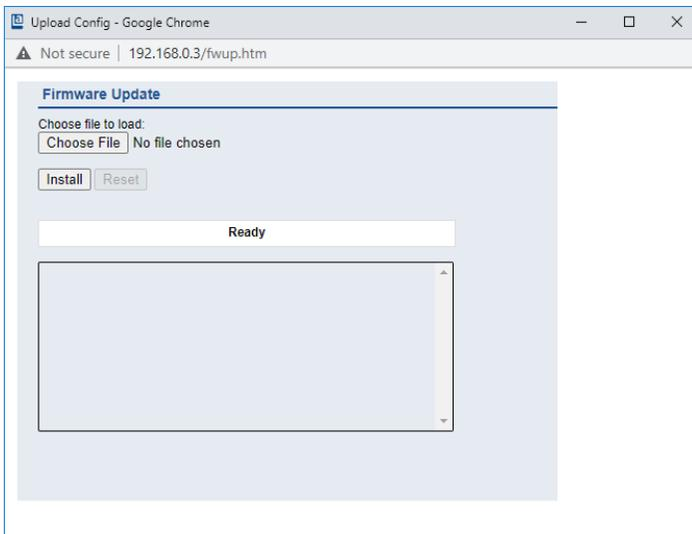 Upload Config - Google Chrome
Not secure | 192.168.0.3/fwup.htm
Firmware Update
Choose file to load:
Choose File No file chosen
Install Reset
Ready